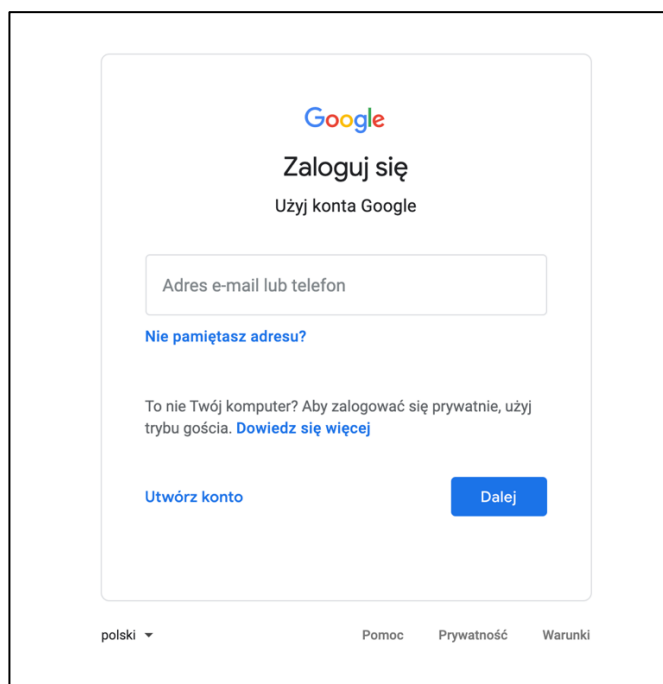 Google
Zaloguj się
Użyj konta Google
Adres e-mail lub telefon
Nie pamiętasz adresu?
To nie Twój komputer? Aby zalogować się prywatnie, użyj
trybu gościa. Dowiedz się więcej
Utwórz konto
Dalej
polski
Pomoc
Prywatność
Warunki